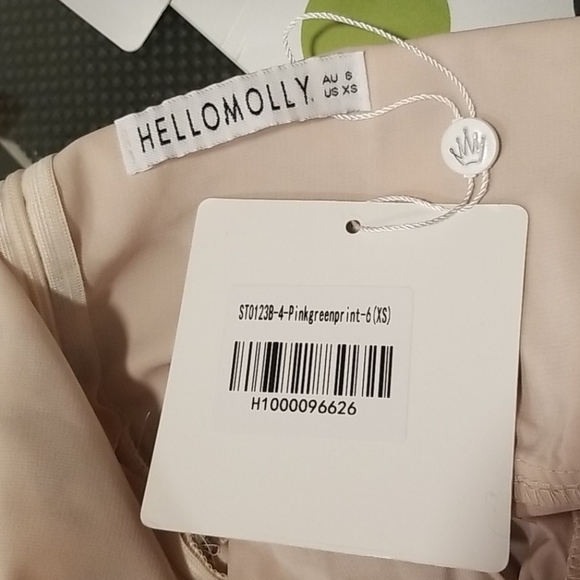 HELLOMOLLY
AU 6
US XS
ST0123B-4-Pinkgreenprint-6(XS)
H1000096626